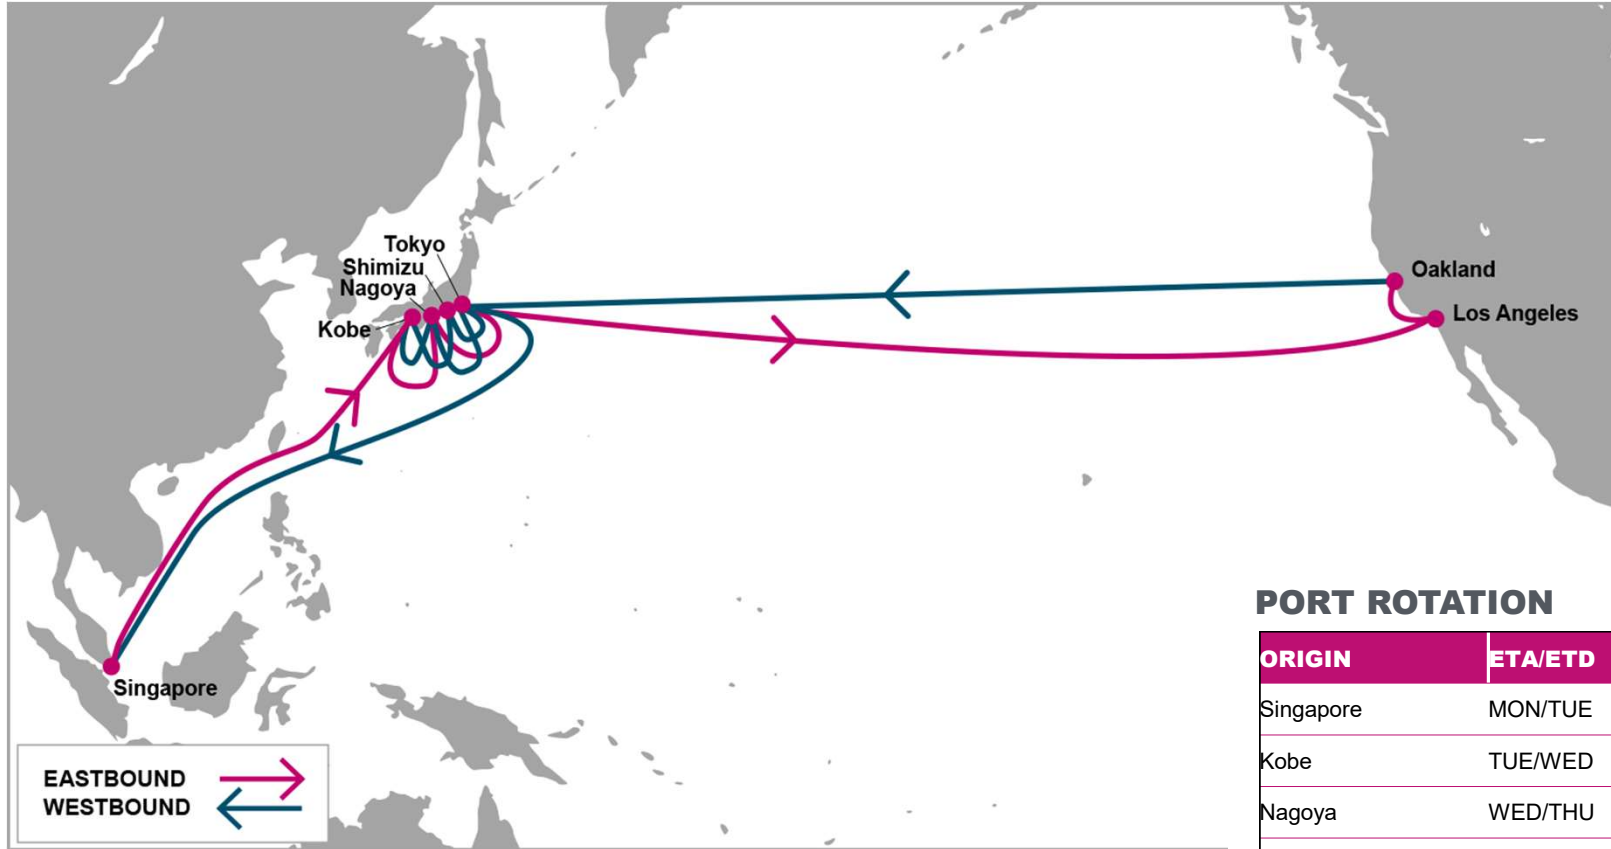 Tokyo
Shimizu
Nagoya
Kobe
Oakland
Los Angeles
Singapore
EASTBOUND
WESTBOUND
PORT ROTATION
ORIGIN ETA/ETD
Singapore MON/TUE
Kobe TUE/WED
Nagoya WED/THU